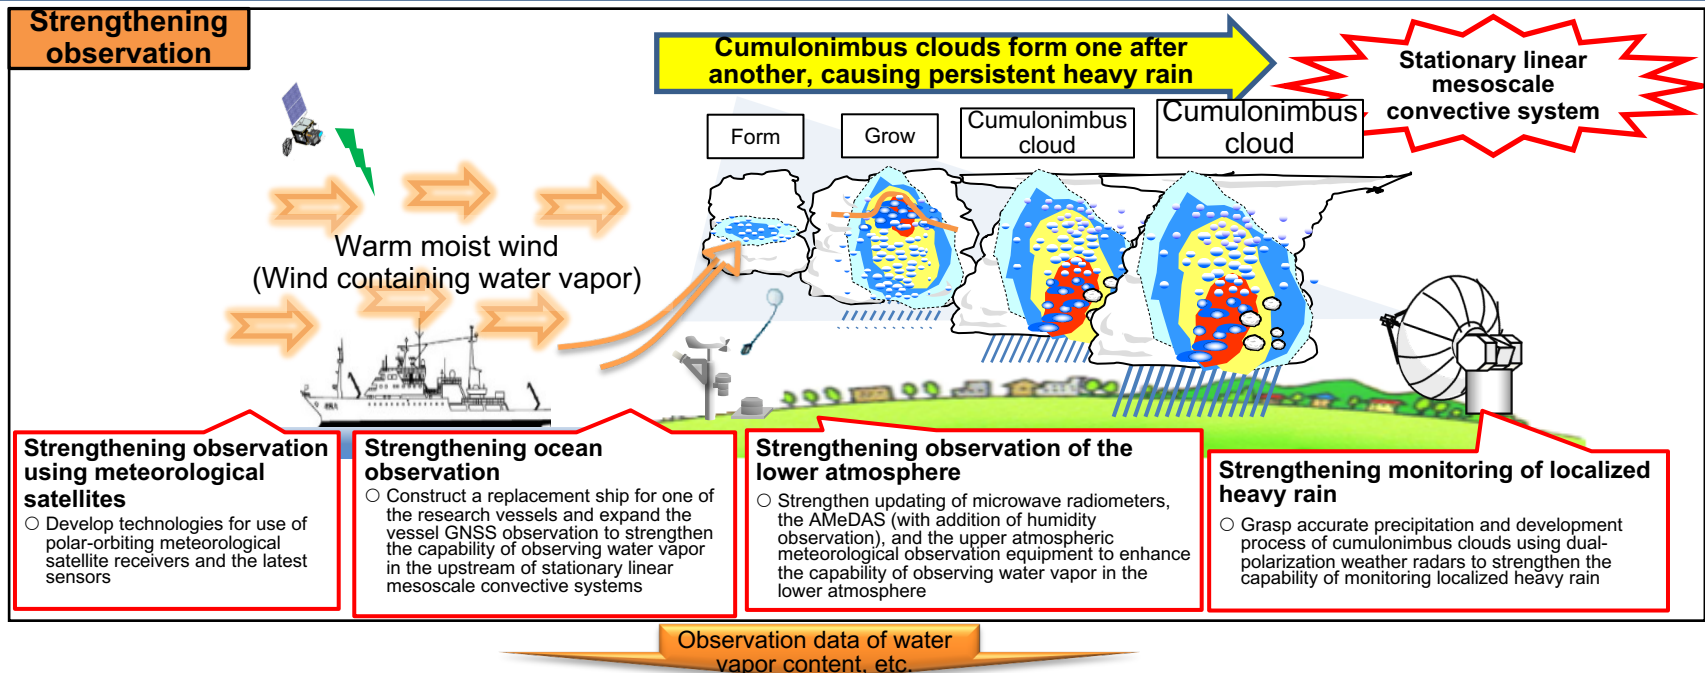 Strengthening
observation
Cumulonimbus clouds form one after
another, causing persistent heavy rain
Stationary linear
mesoscale
convective system
Form
Grow
Cumulonimbus
cloud
Cumulonimbus
cloud
Warm moist wind
(Wind containing water vapor)
Strengthening observation
using meteorological
satellites
○ Develop technologies for use of
polar-orbiting meteorological
satellite receivers and the latest
sensors
Strengthening ocean
observation
○ Construct a replacement ship for one of
the research vessels and expand the
vessel GNSS observation to strengthen
the capability of observing water vapor
in the upstream of stationary linear
mesoscale convective systems
Strengthening observation of the
lower atmosphere
○ Strengthen updating of microwave radiometers,
the AMeDAS (with addition of humidity
observation), and the upper atmospheric
meteorological observation equipment to enhance
the capability of observing water vapor in the
lower atmosphere
Strengthening monitoring of localized
heavy rain
○ Grasp accurate precipitation and development
process of cumulonimbus clouds using dual-
polarization weather radars to strengthen the
capability of monitoring localized heavy rain
Observation data of water
vapor content, etc.